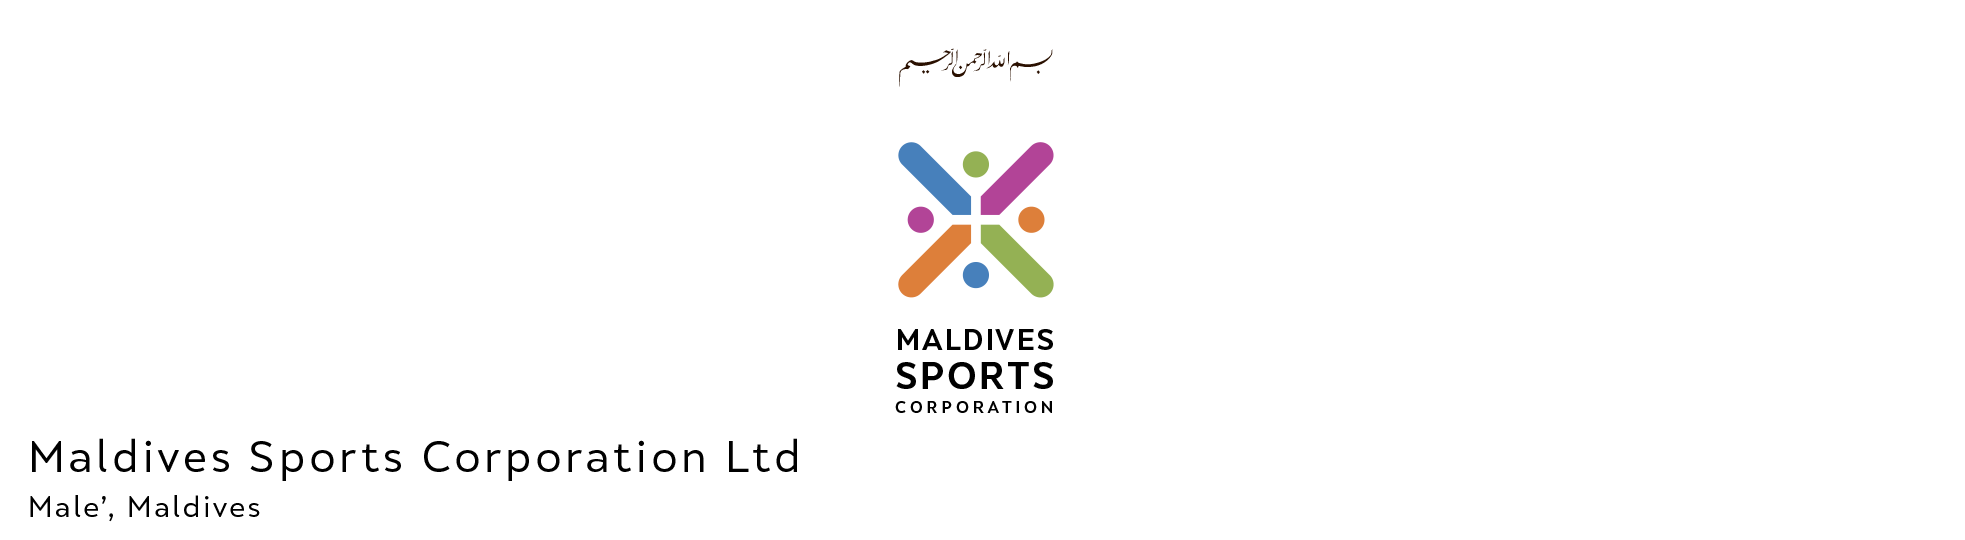 بسم الله الرحمن الرحيم
MALDIVES
SPORTS
CORPORATION
Maldives Sports Corporation Ltd
Male’, Maldives